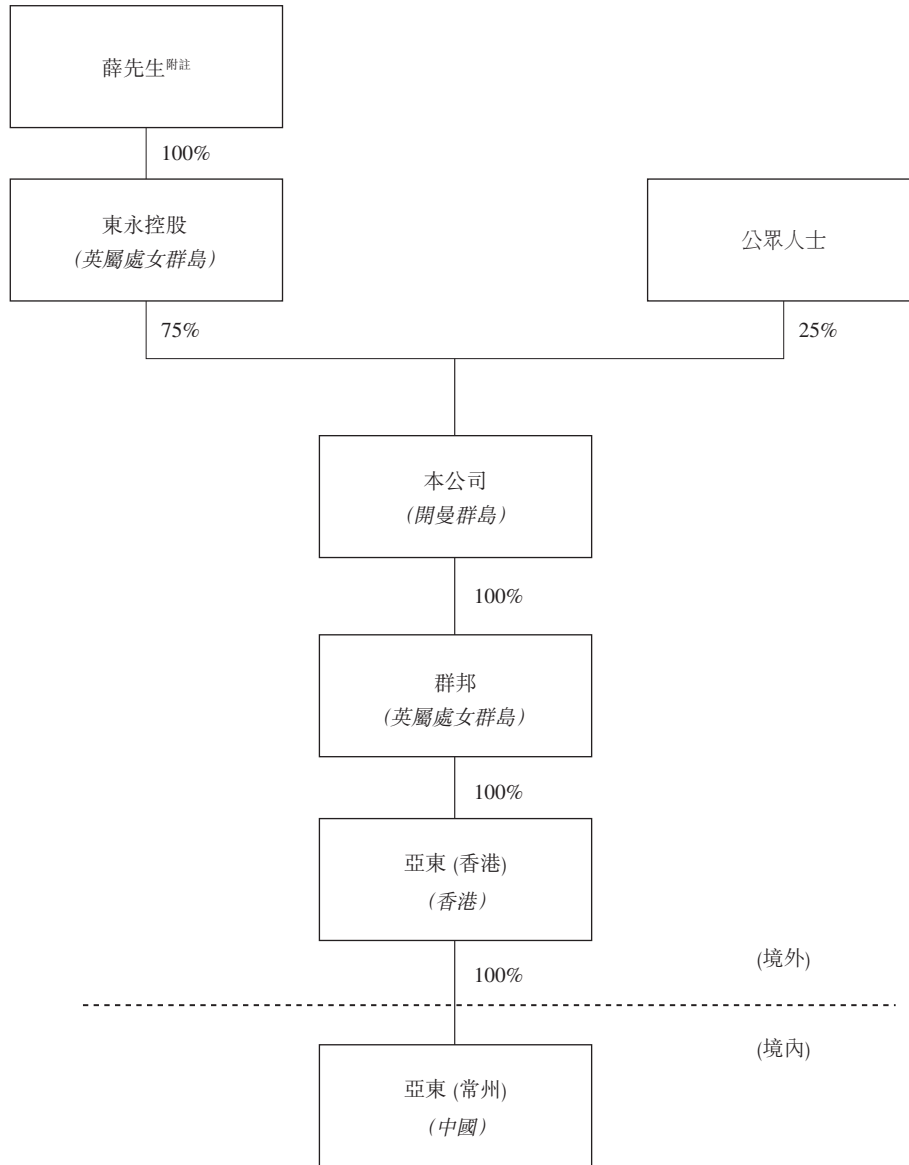 薛先生附註
100%
東永控股
(英屬處女群島)
公眾人士
75%
25%
本公司
(開曼群島)
100%
群邦
(英屬處女群島)
100%
亞東 (香港)
(香港)
(境外)
100%
(境內)
亞東 (常州)
(中國)